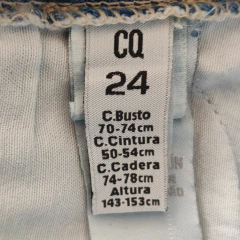 CQ
24
C.Busto
70-74cm
C.Cintura
50-54cm
C.Cadera
74-78cm
Altura
143-153cm